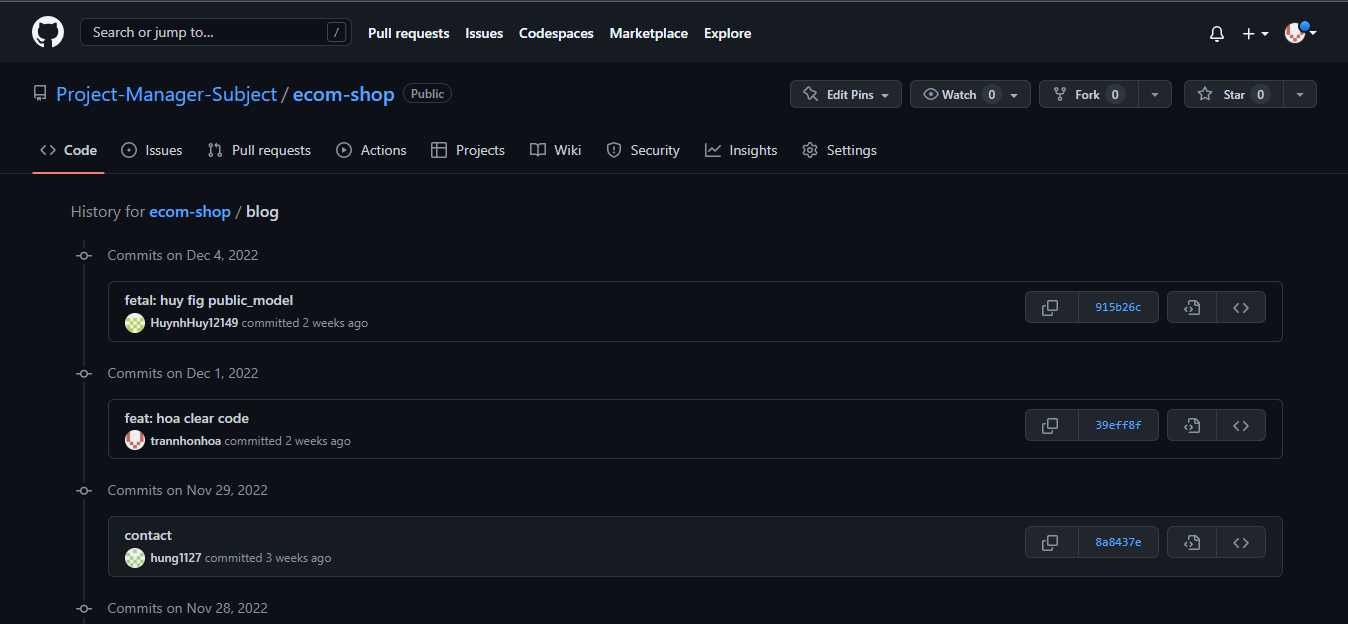 Search or jump to... / Pull requests Issues Codespaces Marketplace Explore
Project-Manager-Subject / ecom-shop Public Edit Pins Watch 0 Fork 0 Star 0
Code Issues Pull requests Actions Projects Wiki Security Insights Settings
History for ecom-shop / blog
Commits on Dec 4, 2022
fetal: huy fig public_model
HuynhHuy12149 committed 2 weeks ago
915b26c
Commits on Dec 1, 2022
feat: hoa clear code
trannhonhoa committed 2 weeks ago
39eff8f
Commits on Nov 29, 2022
contact
hung1127 committed 3 weeks ago
8a8437e
Commits on Nov 28, 2022